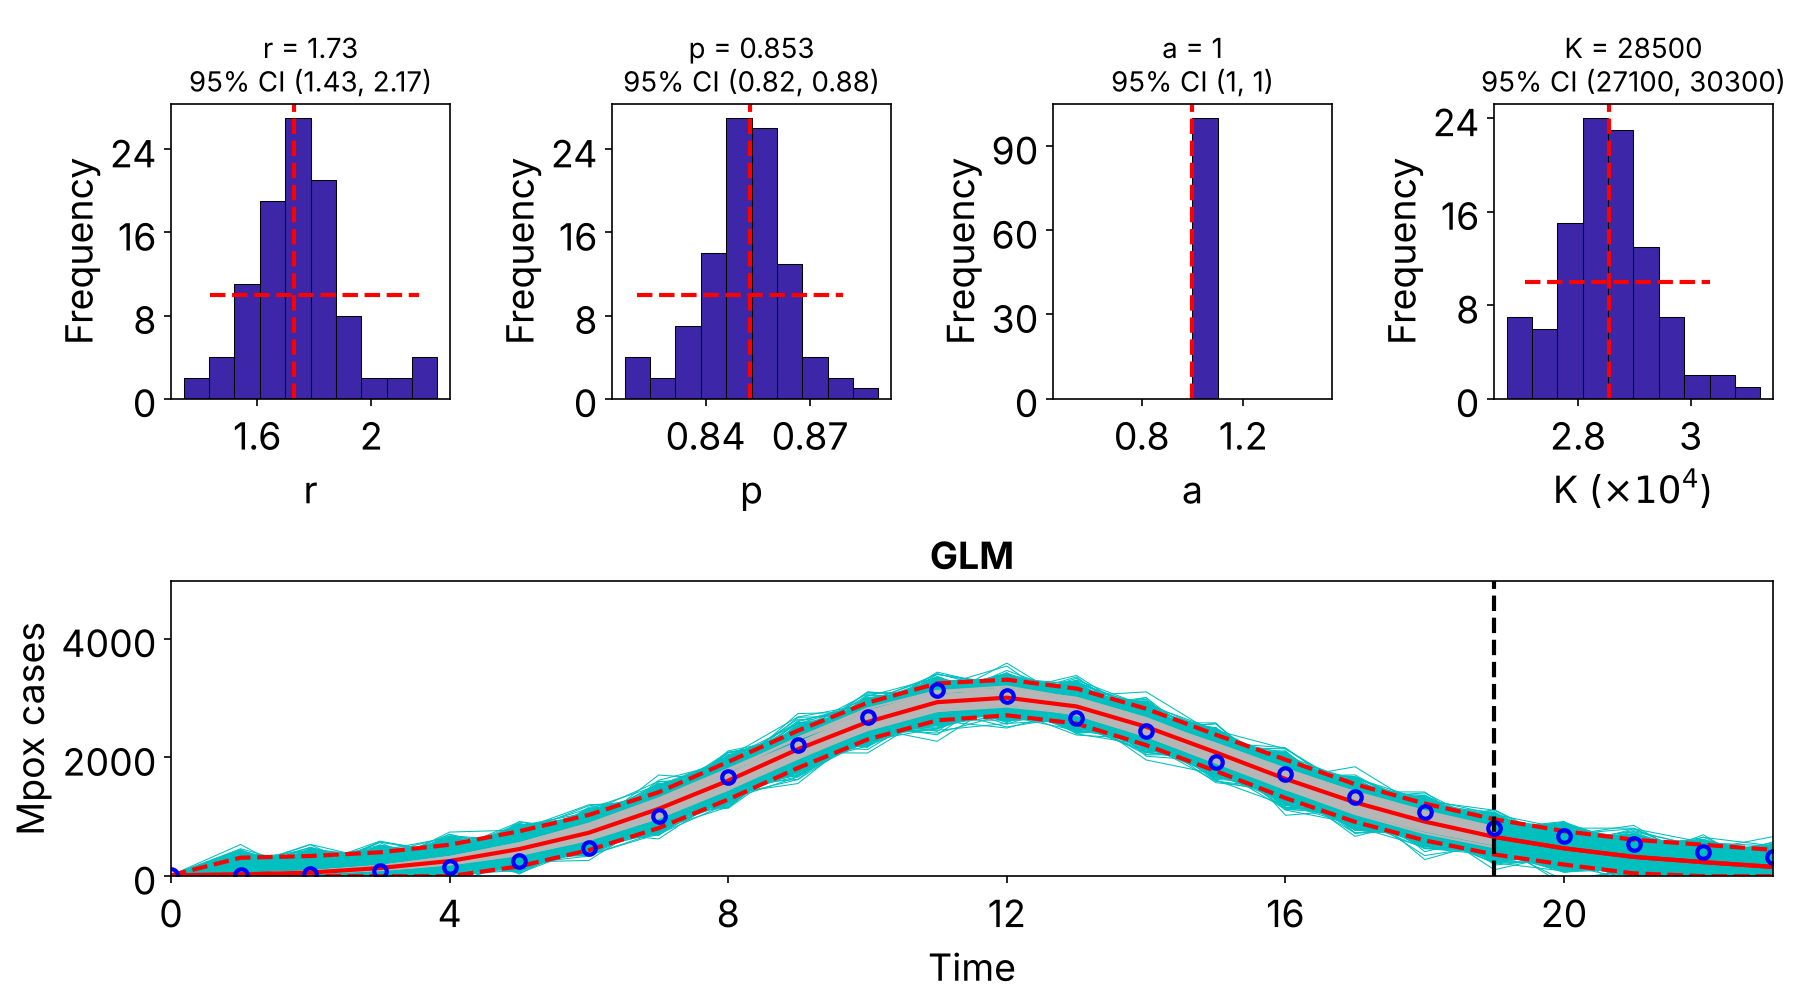 r = 1.73
95% CI (1.43, 2.17)
p = 0.853
95% CI (0.82, 0.88)
a = 1
95% CI (1, 1)
K = 28500
95% CI (27100, 30300)
Frequency
24
16
8
0
1.6
2
r
Frequency
24
16
8
0
0.84
0.87
p
Frequency
90
60
30
0
0.8
1.2
a
Frequency
24
16
8
0
2.8
3
K (×10⁴)
GLM
Mpox cases
4000
2000
0
0
4
8
12
16
20
Time